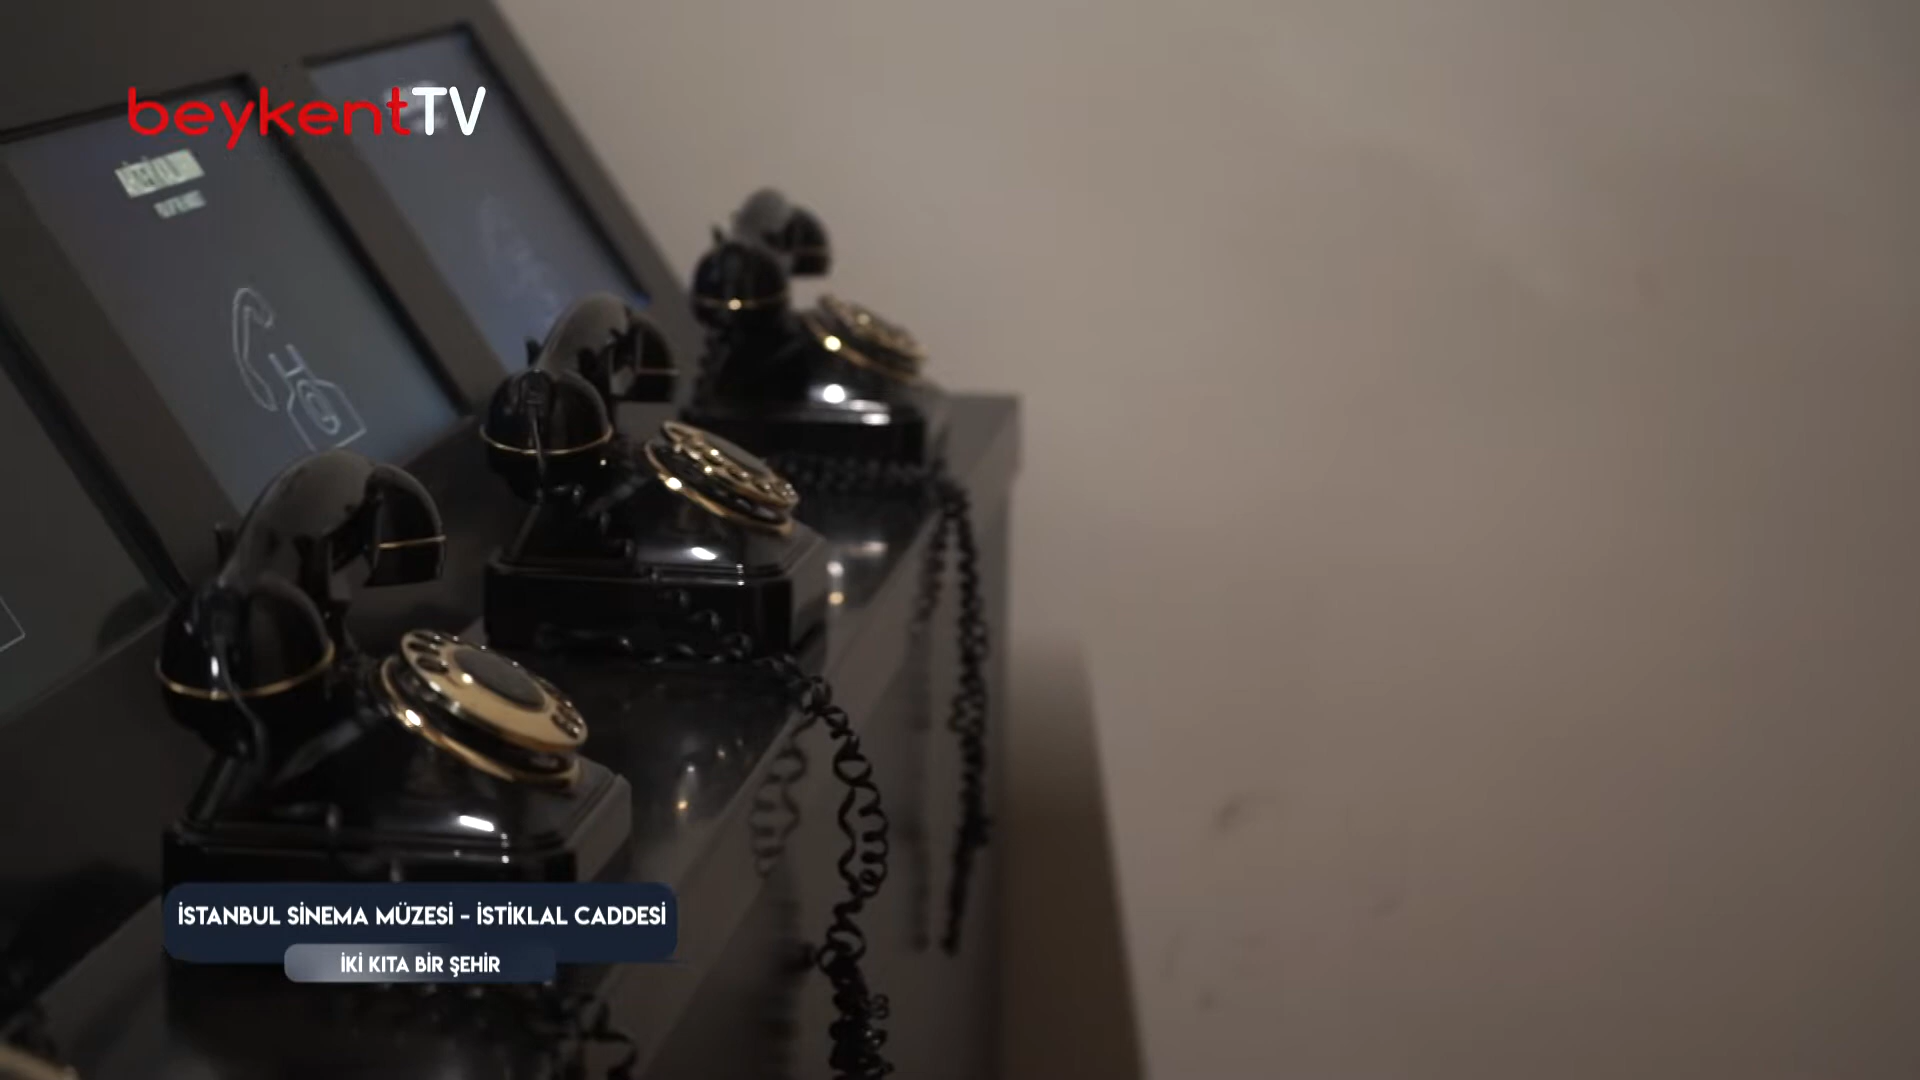 beykentTV
İSTANBUL SİNEMA MÜZESİ - İSTİKLAL CADDESİ
İKİ KITA BİR ŞEHİR